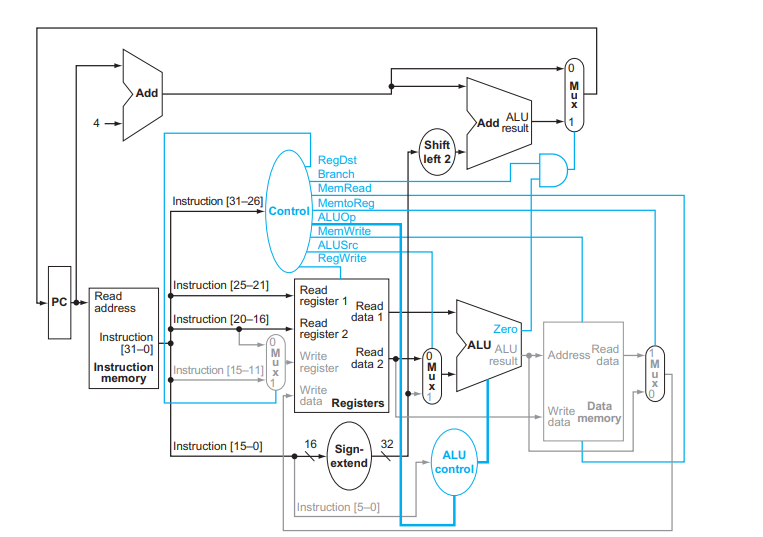 0
M
u
x
1
Add
4
Add
ALU
result
Shift
left 2
RegDst
Branch
MemRead
MemtoReg
ALUOp
MemWrite
ALUSrc
RegWrite
Control
Instruction [31–26]
Instruction [25–21]
Instruction [20–16]
Instruction [15–11]
Instruction [15–0]
Instruction [5–0]
PC
Read
address
Instruction
[31–0]
Instruction
memory
0
M
u
x
1
Read
register 1
Read
register 2
Write
register
Write
data
Read
data 1
Read
data 2
Registers
0
M
u
x
1
Zero
ALU
ALU
result
Address
Read
data
Write
data
Data
memory
1
M
u
x
0
16
Sign-
extend
32
ALU
control